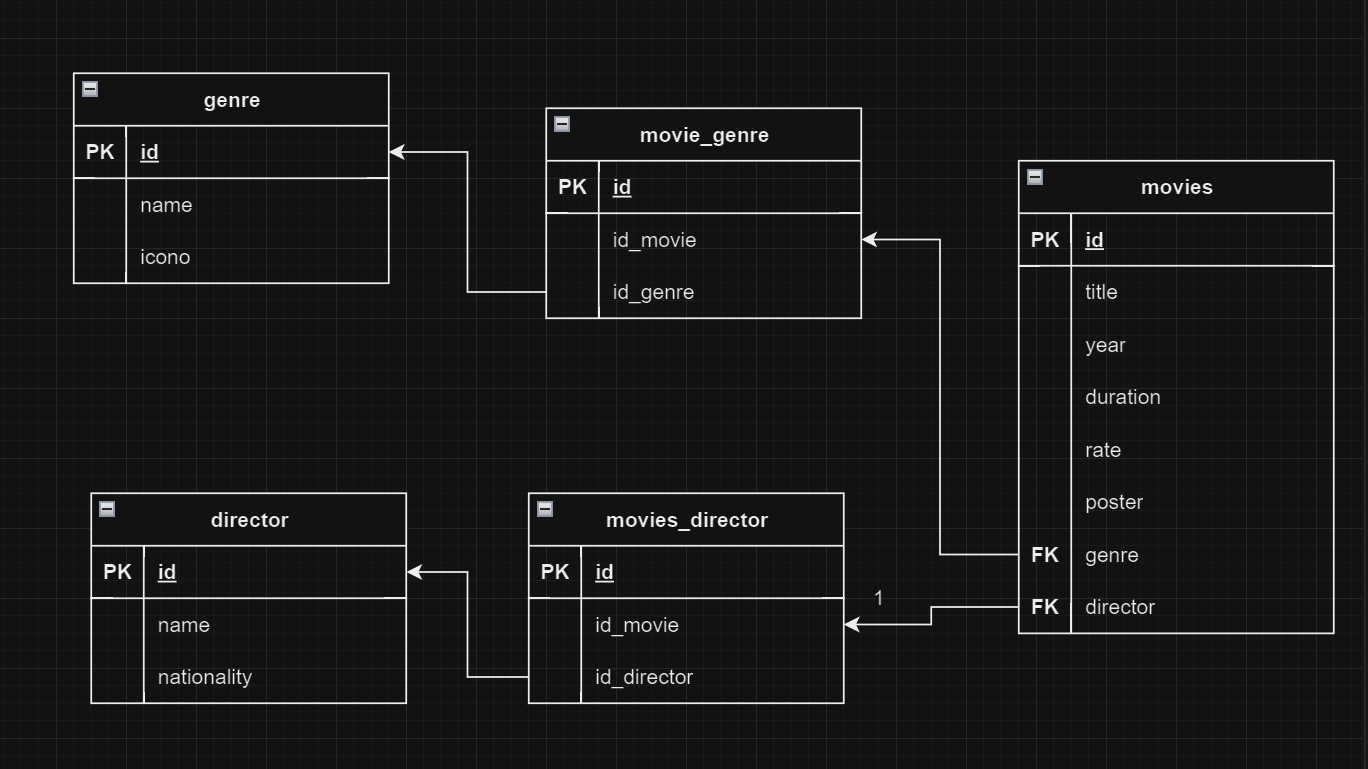 genre
PK id
name
icono
movie_genre
PK id
id_movie
id_genre
movies
PK id
title
year
duration
rate
poster
FK genre
FK director
director
PK id
name
nationality
movies_director
PK id
id_movie
id_director
1